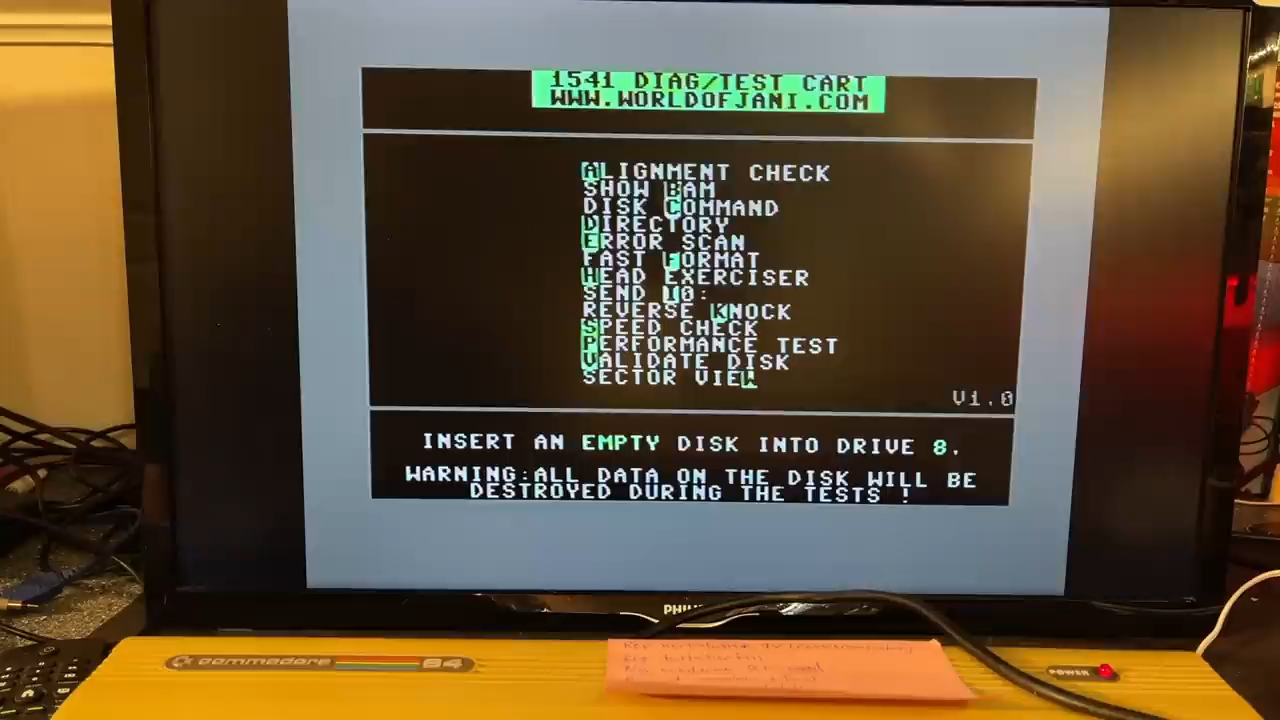 1541 DIAG/TEST CART
WWW.WORLDOFJANI.COM
ALIGNMENT CHECK
SHOW BAM
DISK COMMAND
DIRECTORY
ERROR SCAN
FAST FORMAT
HEAD EXERCISER
SEND I0:
REVERSE KNOCK
SPEED CHECK
PERFORMANCE TEST
VALIDATE DISK
SECTOR VIEW
V1.0
INSERT AN EMPTY DISK INTO DRIVE 8.
WARNING:ALL DATA ON THE DISK WILL BE
DESTROYED DURING THE TESTS !
commodore 64
POWER